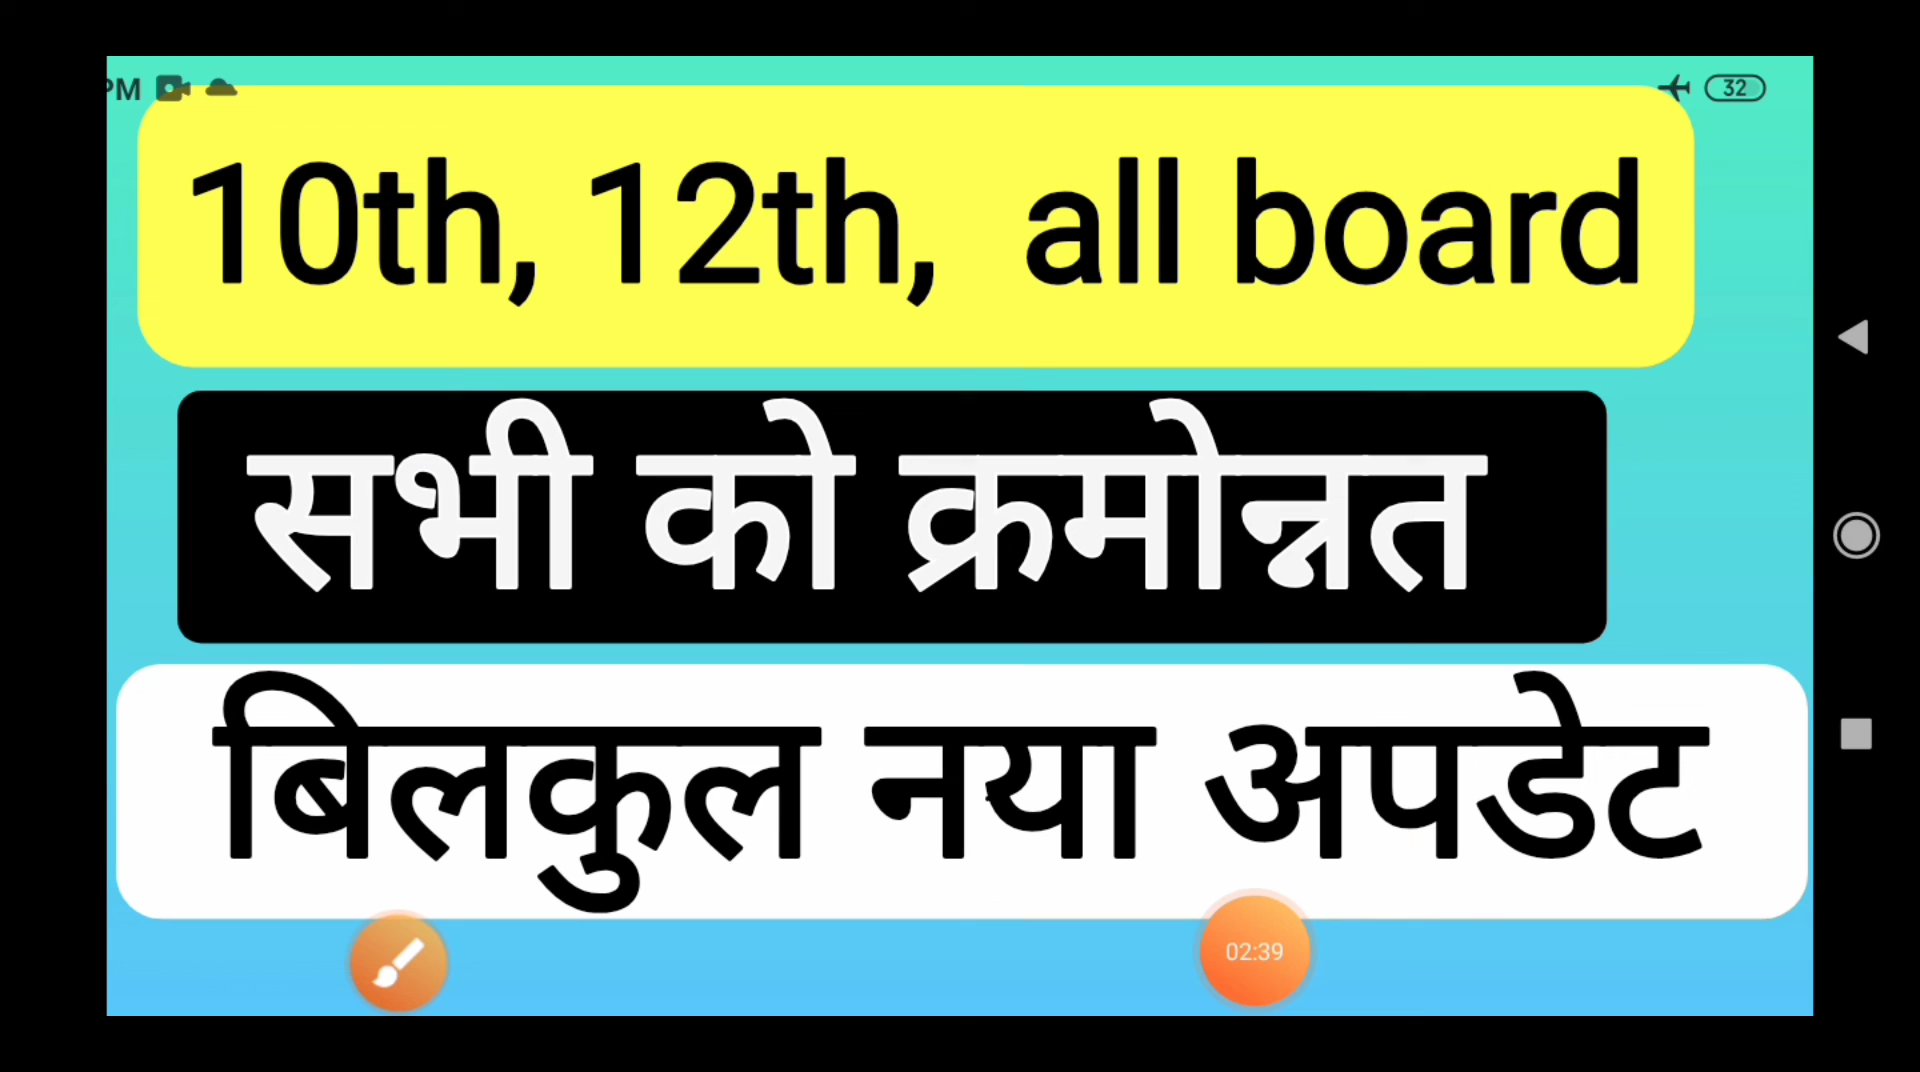 PM
32
10th, 12th, all board
सभी को क्रमोन्नत
बिलकुल नया अपडेट
02:39